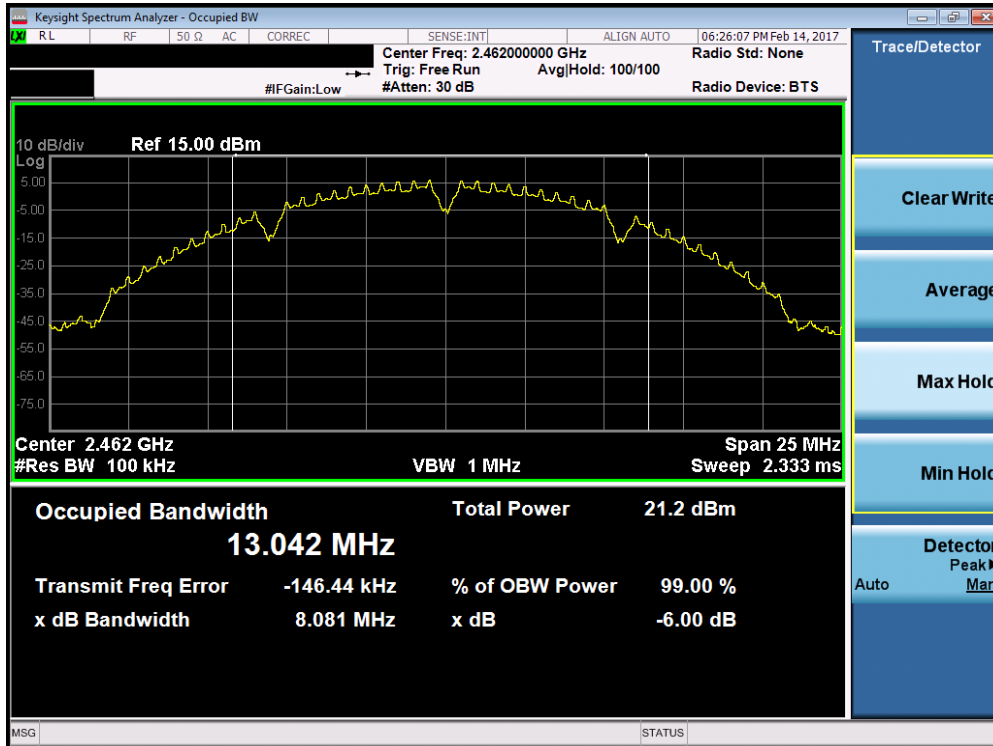 Keysight Spectrum Analyzer - Occupied BW
LXI RL RF 50 Ω AC CORREC SENSE:INT ALIGN AUTO 06:26:07 PM Feb 14, 2017
Center Freq: 2.462000000 GHz Radio Std: None
Trig: Free Run Avg|Hold: 100/100
#IFGain:Low #Atten: 30 dB Radio Device: BTS
10 dB/div Ref 15.00 dBm
Log
5.00
-5.00
-15.0
-25.0
-35.0
-45.0
-55.0
-65.0
-75.0
Center 2.462 GHz Span 25 MHz
#Res BW 100 kHz VBW 1 MHz Sweep 2.333 ms
Occupied Bandwidth Total Power 21.2 dBm
13.042 MHz
Transmit Freq Error -146.44 kHz % of OBW Power 99.00 %
x dB Bandwidth 8.081 MHz x dB -6.00 dB
MSG STATUS
Trace/Detector
Clear Write
Average
Max Hold
Min Hold
Detector
Peak
Auto Man